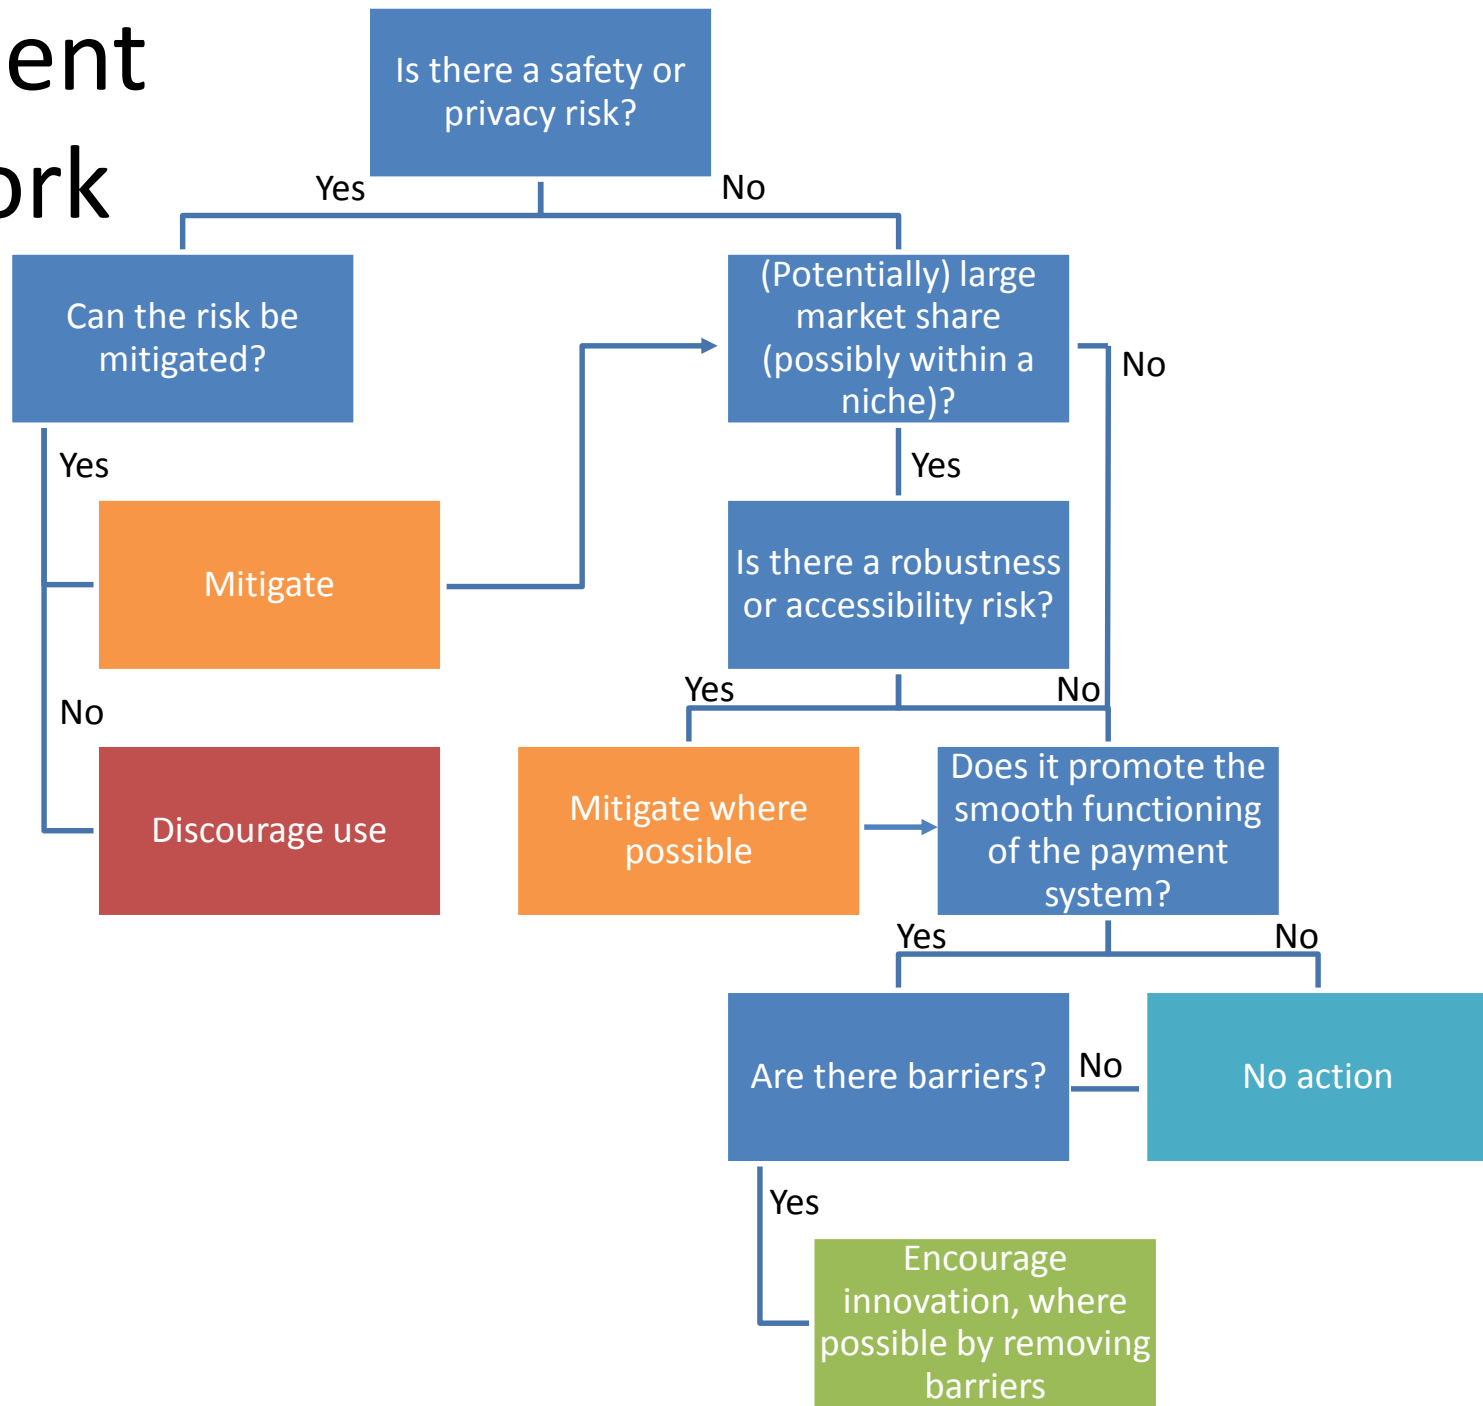 ent
ork
Is there a safety or
privacy risk?
Yes
No
Can the risk be
mitigated?
(Potentially) large
market share
(possibly within a
niche)?
No
Yes
Yes
Mitigate
Is there a robustness
or accessibility risk?
No
Yes
No
Discourage use
Mitigate where
possible
Does it promote the
smooth functioning
of the payment
system?
Yes
No
Are there barriers?
No
No action
Yes
Encourage
innovation, where
possible by removing
barriers